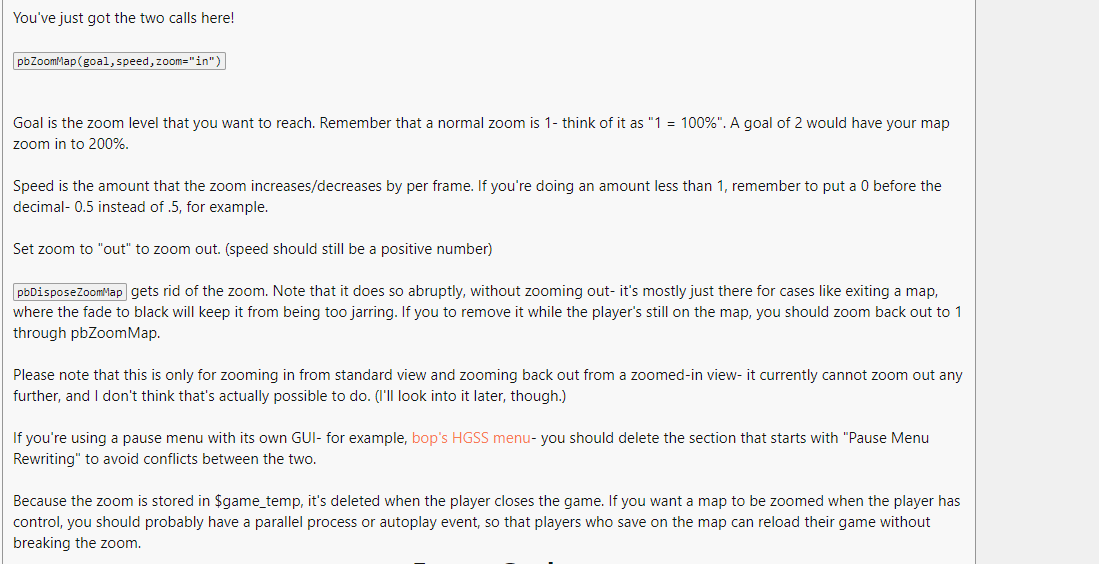 You've just got the two calls here!
pbZoomMap(goal,speed,zoom="in")
Goal is the zoom level that you want to reach. Remember that a normal zoom is 1- think of it as "1 = 100%". A goal of 2 would have your map
zoom in to 200%.
Speed is the amount that the zoom increases/decreases by per frame. If you're doing an amount less than 1, remember to put a 0 before the
decimal- 0.5 instead of .5, for example.
Set zoom to "out" to zoom out. (speed should still be a positive number)
pbDisposeZoomMap gets rid of the zoom. Note that it does so abruptly, without zooming out- it's mostly just there for cases like exiting a map,
where the fade to black will keep it from being too jarring. If you to remove it while the player's still on the map, you should zoom back out to 1
through pbZoomMap.
Please note that this is only for zooming in from standard view and zooming back out from a zoomed-in view- it currently cannot zoom out any
further, and I don't think that's actually possible to do. (I'll look into it later, though.)
If you're using a pause menu with its own GUI- for example, bop's HGSS menu- you should delete the section that starts with "Pause Menu
Rewriting" to avoid conflicts between the two.
Because the zoom is stored in $game_temp, it's deleted when the player closes the game. If you want a map to be zoomed when the player has
control, you should probably have a parallel process or autoplay event, so that players who save on the map can reload their game without
breaking the zoom.